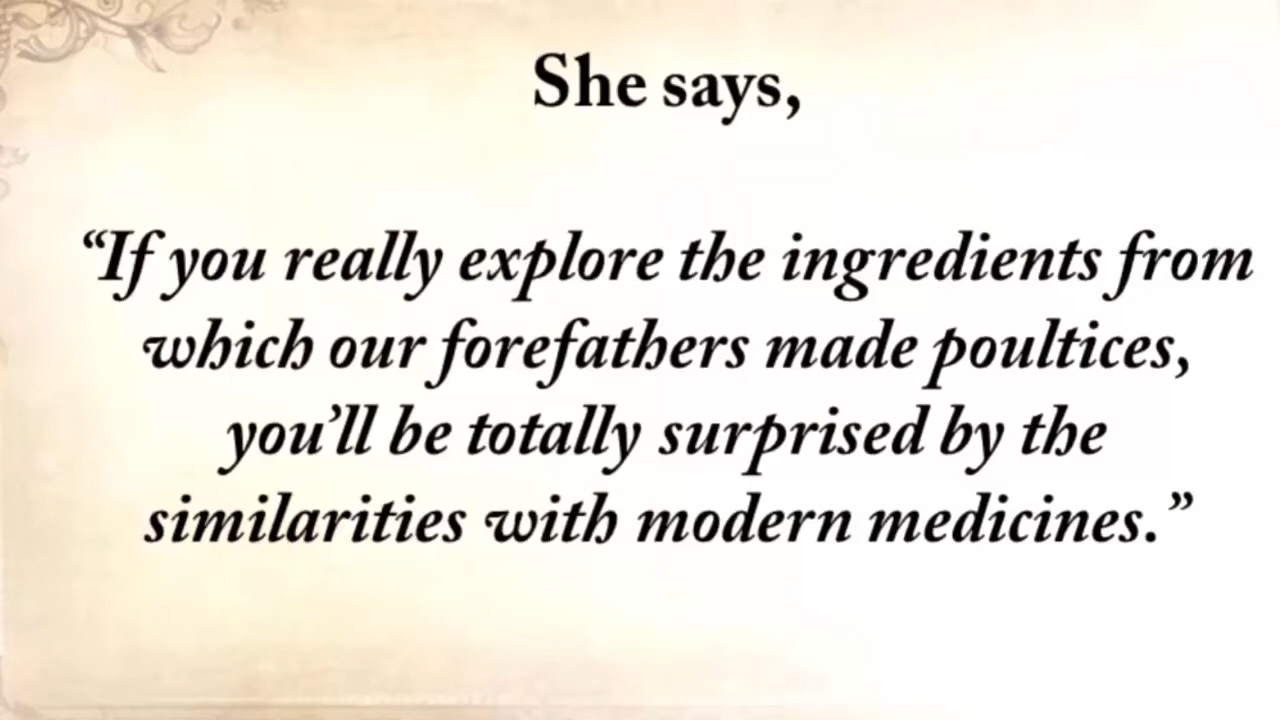 She says,
“If you really explore the ingredients from
which our forefathers made poultices,
you’ll be totally surprised by the
similarities with modern medicines.”